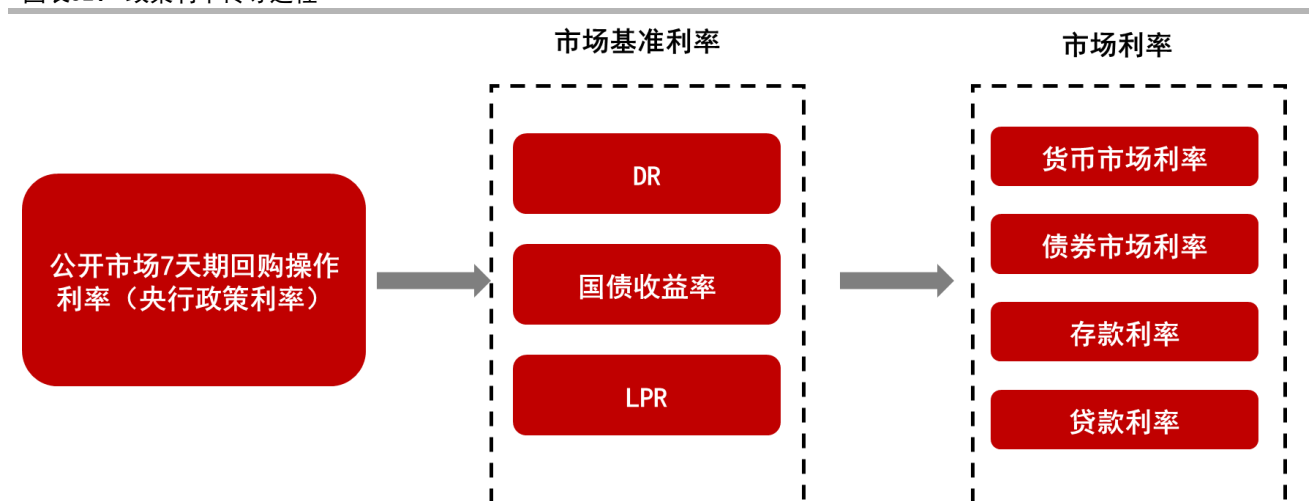 市场基准利率
市场利率
公开市场7天期回购操作
利率（央行政策利率）
DR
国债收益率
LPR
货币市场利率
债券市场利率
存款利率
贷款利率